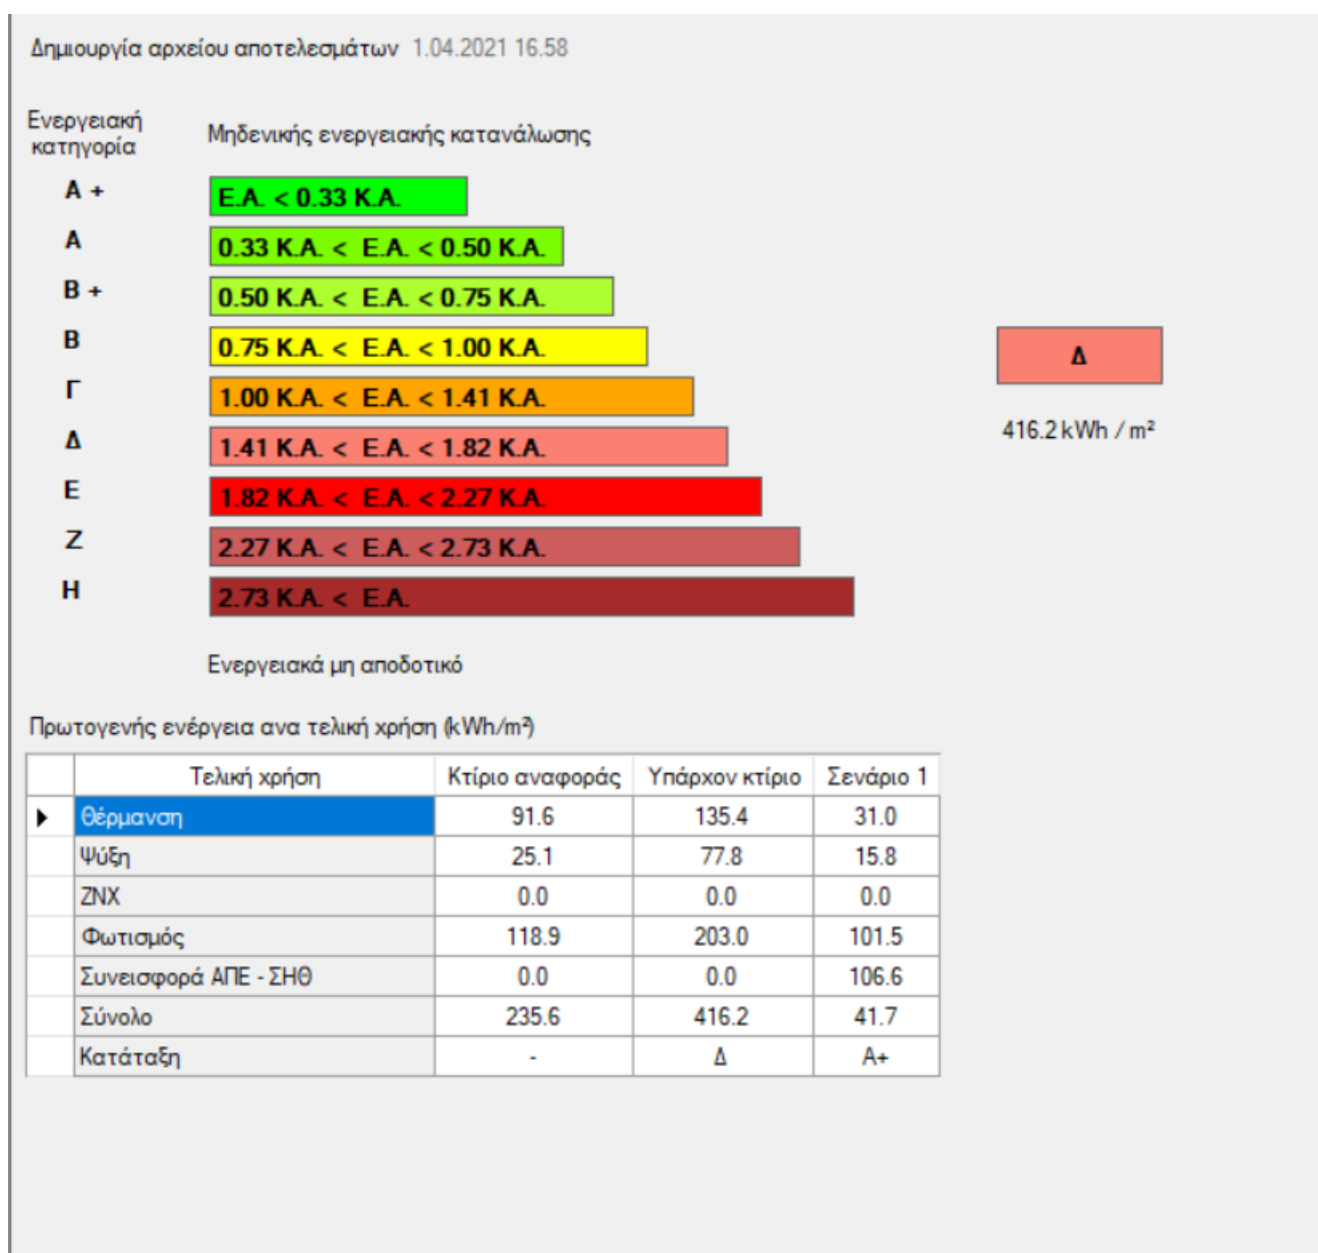 Δημιουργία αρχείου αποτελεσμάτων 1.04.2021 16.58
Ενεργειακή
κατηγορία
Μηδενικής ενεργειακής κατανάλωσης
Α + Ε.Α. < 0.33 Κ.Α.
Α 0.33 Κ.Α. < Ε.Α. < 0.50 Κ.Α.
Β + 0.50 Κ.Α. < Ε.Α. < 0.75 Κ.Α.
Β 0.75 Κ.Α. < Ε.Α. < 1.00 Κ.Α.
Δ
Γ 1.00 Κ.Α. < Ε.Α. < 1.41 Κ.Α.
Δ 1.41 Κ.Α. < Ε.Α. < 1.82 Κ.Α.
416.2 kWh / m²
Ε 1.82 Κ.Α. < Ε.Α. < 2.27 Κ.Α.
Ζ 2.27 Κ.Α. < Ε.Α. < 2.73 Κ.Α.
Η 2.73 Κ.Α. < Ε.Α.
Ενεργειακά μη αποδοτικό
Πρωτογενής ενέργεια ανα τελική χρήση (kWh/m²)
Τελική χρήση Κτίριο αναφοράς Υπάρχον κτίριο Σενάριο 1
Θέρμανση 91.6 135.4 31.0
Ψύξη 25.1 77.8 15.8
ΖΝΧ 0.0 0.0 0.0
Φωτισμός 118.9 203.0 101.5
Συνεισφορά ΑΠΕ - ΣΗΘ 0.0 0.0 106.6
Σύνολο 235.6 416.2 41.7
Κατάταξη - Δ Α+